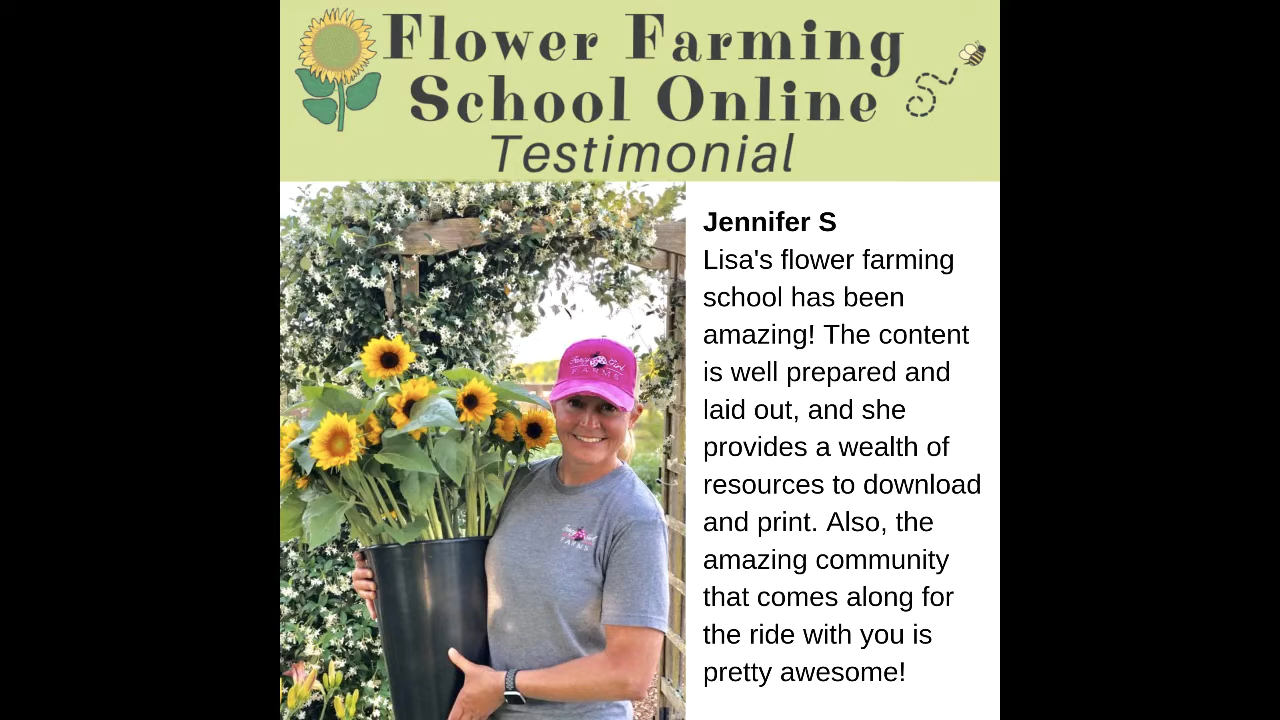 Flower Farming
School Online
Testimonial
Jennifer S
Lisa's flower farming
school has been
amazing! The content
is well prepared and
laid out, and she
provides a wealth of
resources to download
and print. Also, the
amazing community
that comes along for
the ride with you is
pretty awesome!
FARMS
FARMS